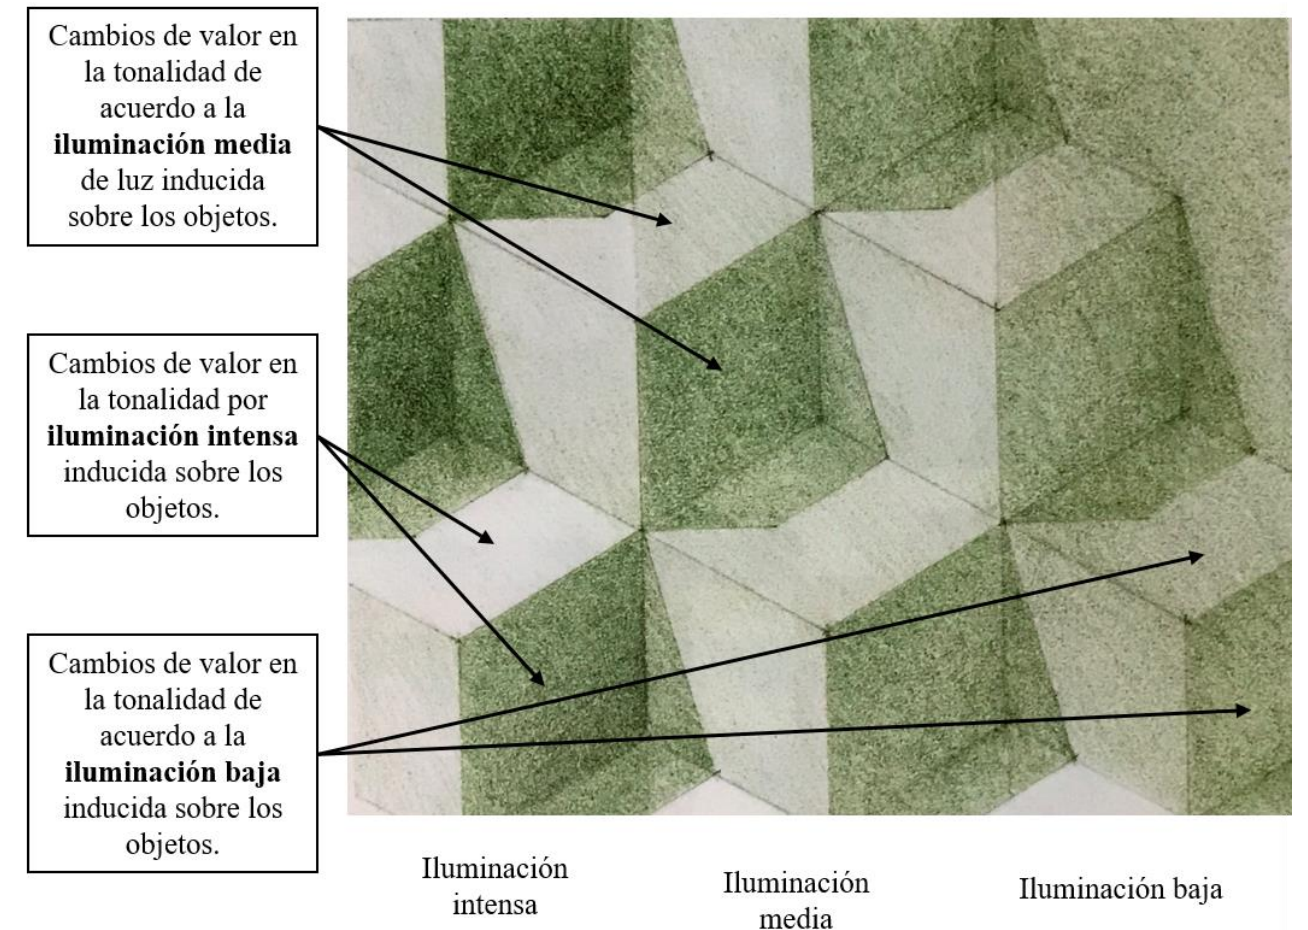 Cambios de valor en
la tonalidad de
acuerdo a la
iluminación media
de luz inducida
sobre los objetos.
Cambios de valor en
la tonalidad por
iluminación intensa
inducida sobre los
objetos.
Cambios de valor en
la tonalidad de
acuerdo a la
iluminación baja
inducida sobre los
objetos.
Iluminación
intensa
Iluminación
media
Iluminación baja